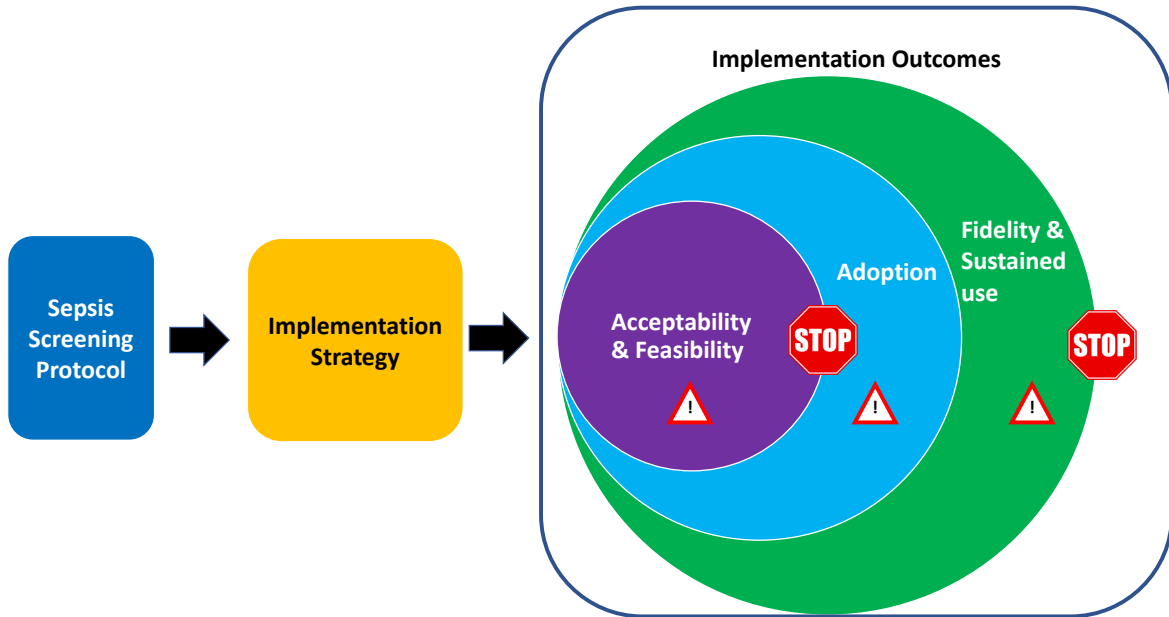 Implementation Outcomes
Sepsis
Screening
Protocol
Implementation
Strategy
Acceptability
& Feasibility
STOP
!
Adoption
!
Fidelity &
Sustained
use
STOP
!